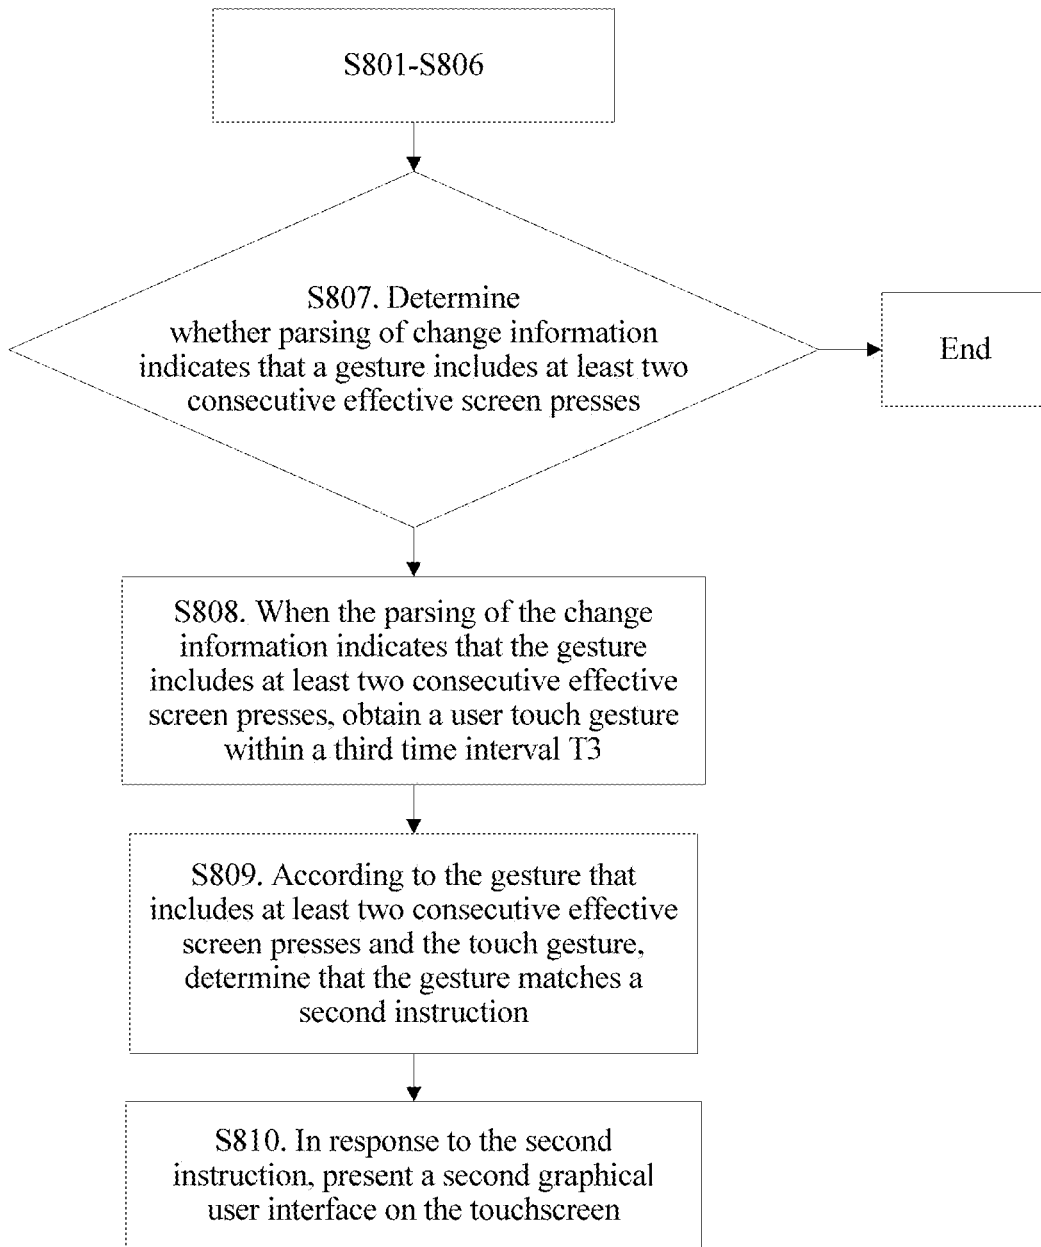 S801-S806
S807. Determine
whether parsing of change information
indicates that a gesture includes at least two
consecutive effective screen presses
End
S808. When the parsing of the change
information indicates that the gesture
includes at least two consecutive effective
screen presses, obtain a user touch gesture
within a third time interval T3
S809. According to the gesture that
includes at least two consecutive effective
screen presses and the touch gesture,
determine that the gesture matches a
second instruction
S810. In response to the second
instruction, present a second graphical
user interface on the touchscreen